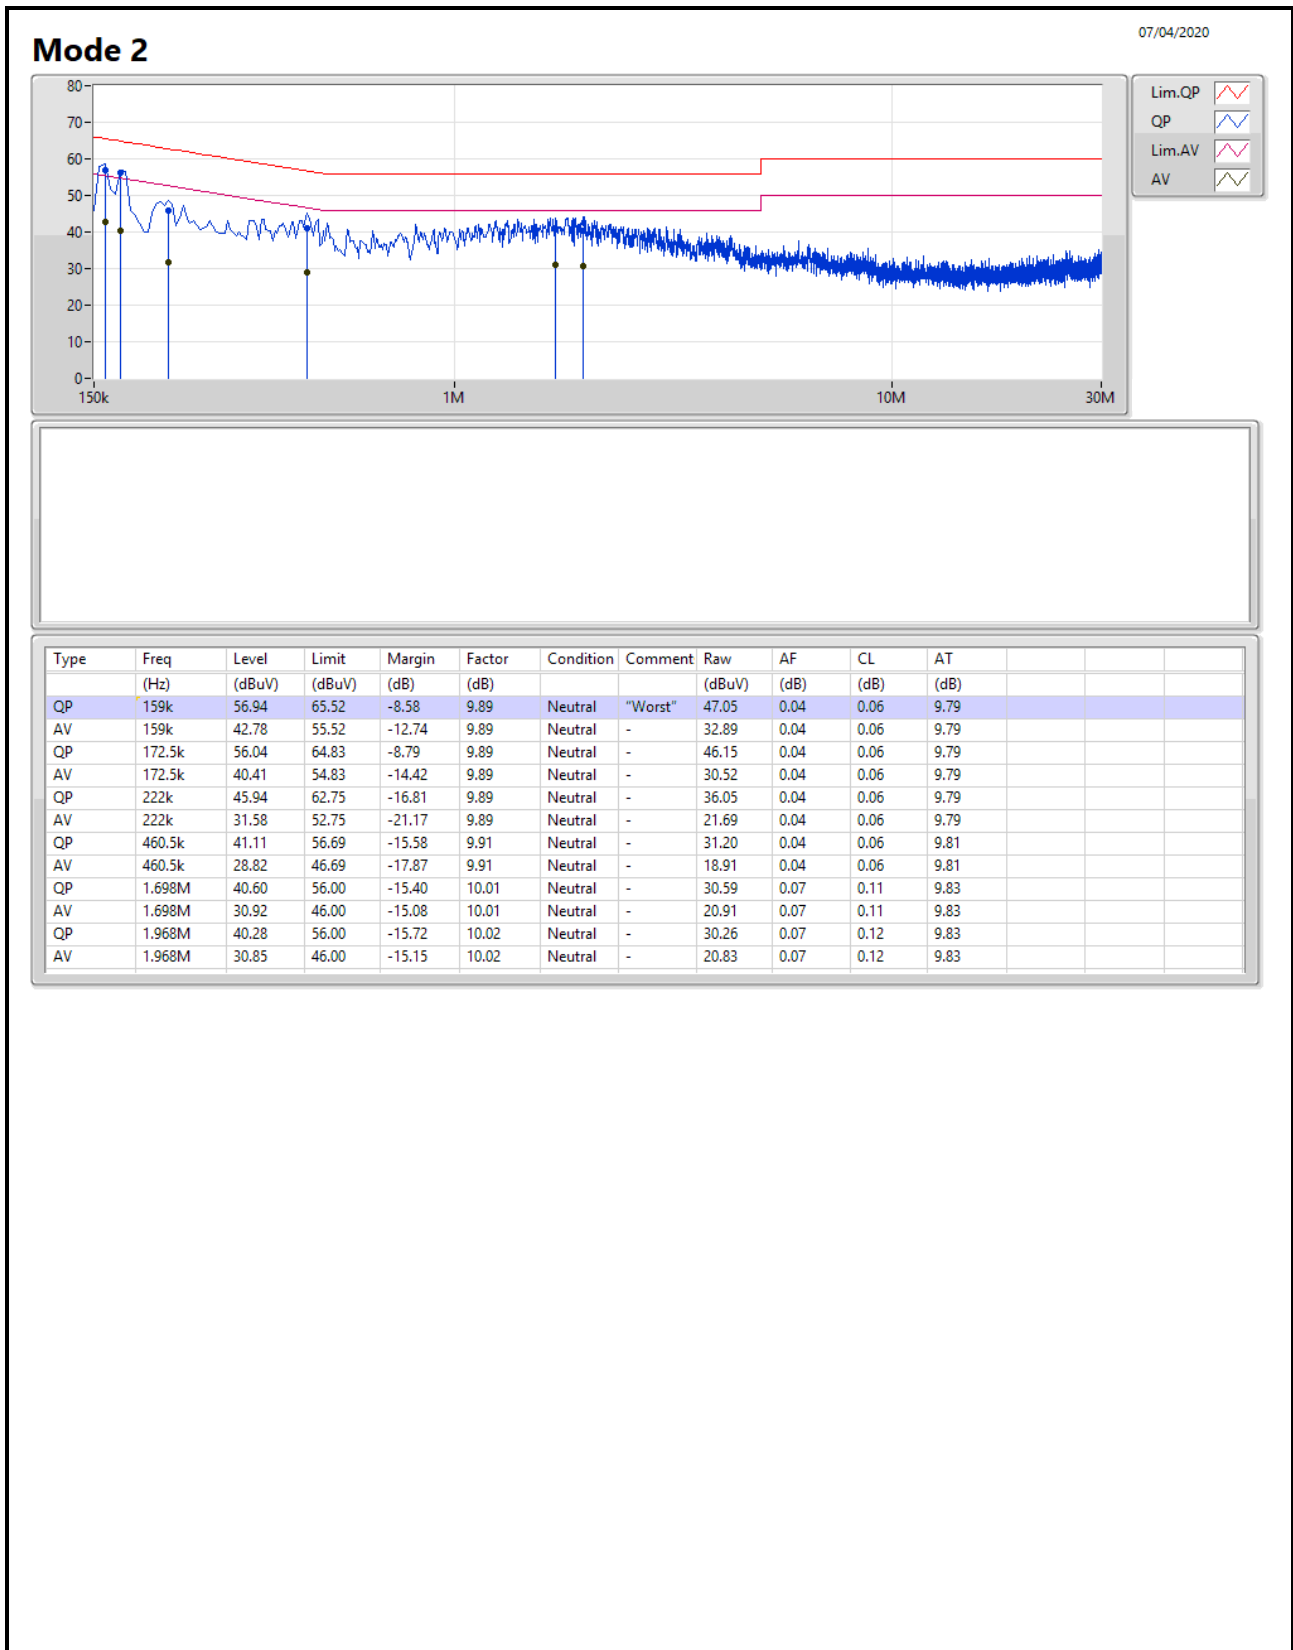 07/04/2020
Mode 2
80
70
60
50
40
30
20
10
0
150k 1M 10M 30M
Lim.QP
QP
Lim.AV
AV
Type Freq Level Limit Margin Factor Condition Comment Raw AF CL AT
(Hz) (dBuV) (dBuV) (dB) (dB) (dBuV) (dB) (dB) (dB)
QP 159k 56.94 65.52 -8.58 9.89 Neutral "Worst" 47.05 0.04 0.06 9.79
AV 159k 42.78 55.52 -12.74 9.89 Neutral - 32.89 0.04 0.06 9.79
QP 172.5k 56.04 64.83 -8.79 9.89 Neutral - 46.15 0.04 0.06 9.79
AV 172.5k 40.41 54.83 -14.42 9.89 Neutral - 30.52 0.04 0.06 9.79
QP 222k 45.94 62.75 -16.81 9.89 Neutral - 36.05 0.04 0.06 9.79
AV 222k 31.58 52.75 -21.17 9.89 Neutral - 21.69 0.04 0.06 9.79
QP 460.5k 41.11 56.69 -15.58 9.91 Neutral - 31.20 0.04 0.06 9.81
AV 460.5k 28.82 46.69 -17.87 9.91 Neutral - 18.91 0.04 0.06 9.81
QP 1.698M 40.60 56.00 -15.40 10.01 Neutral - 30.59 0.07 0.11 9.83
AV 1.698M 30.92 46.00 -15.08 10.01 Neutral - 20.91 0.07 0.11 9.83
QP 1.968M 40.28 56.00 -15.72 10.02 Neutral - 30.26 0.07 0.12 9.83
AV 1.968M 30.85 46.00 -15.15 10.02 Neutral - 20.83 0.07 0.12 9.83